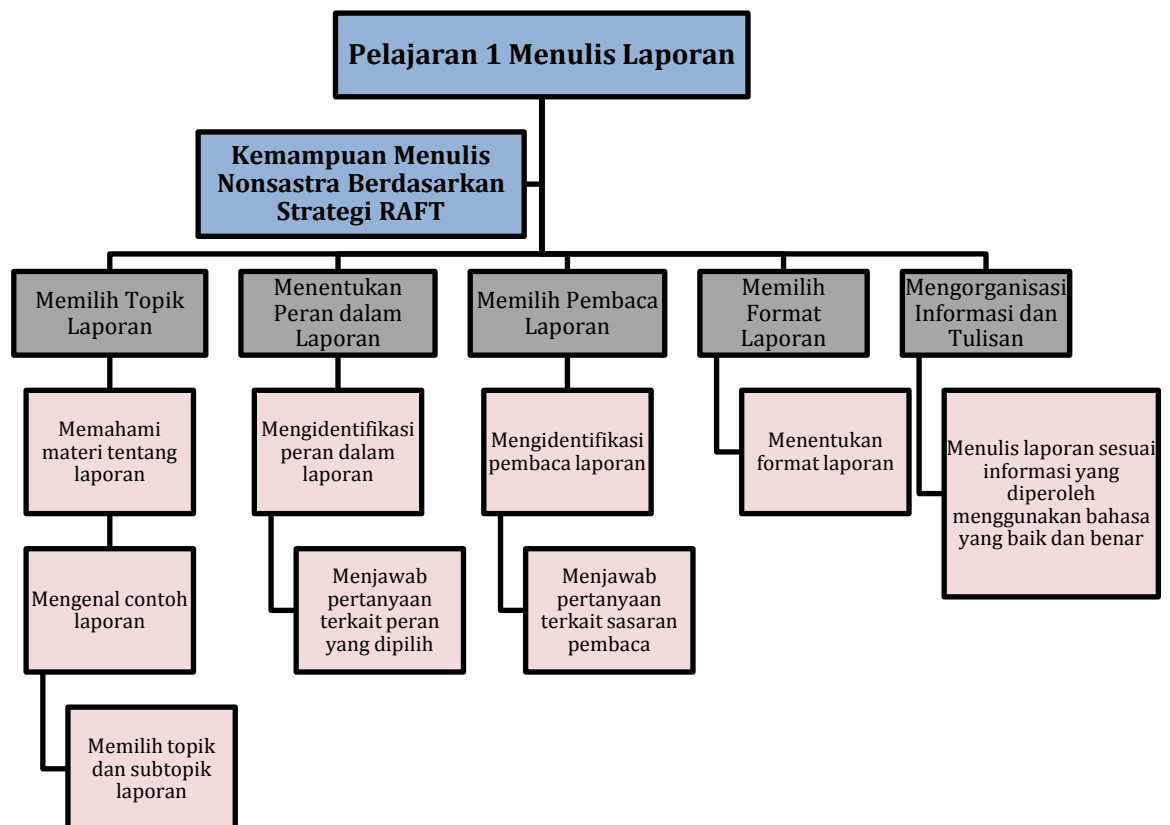 Pelajaran 1 Menulis Laporan
Kemampuan Menulis
Nonsastra Berdasarkan
Strategi RAFT
Memilih Topik
Laporan
Menentukan
Peran dalam
Laporan
Memilih Pembaca
Laporan
Memilih
Format
Laporan
Mengorganisasi
Informasi dan
Tulisan
Memahami
materi tentang
laporan
Mengidentifikasi
peran dalam
laporan
Mengidentifikasi
pembaca laporan
Menentukan
format laporan
Menulis laporan sesuai
informasi yang
diperoleh
menggunakan bahasa
yang baik dan benar
Mengenal contoh
laporan
Menjawab
pertanyaan
terkait peran
yang dipilih
Menjawab
pertanyaan
terkait sasaran
pembaca
Memilih topik
dan subtopik
laporan